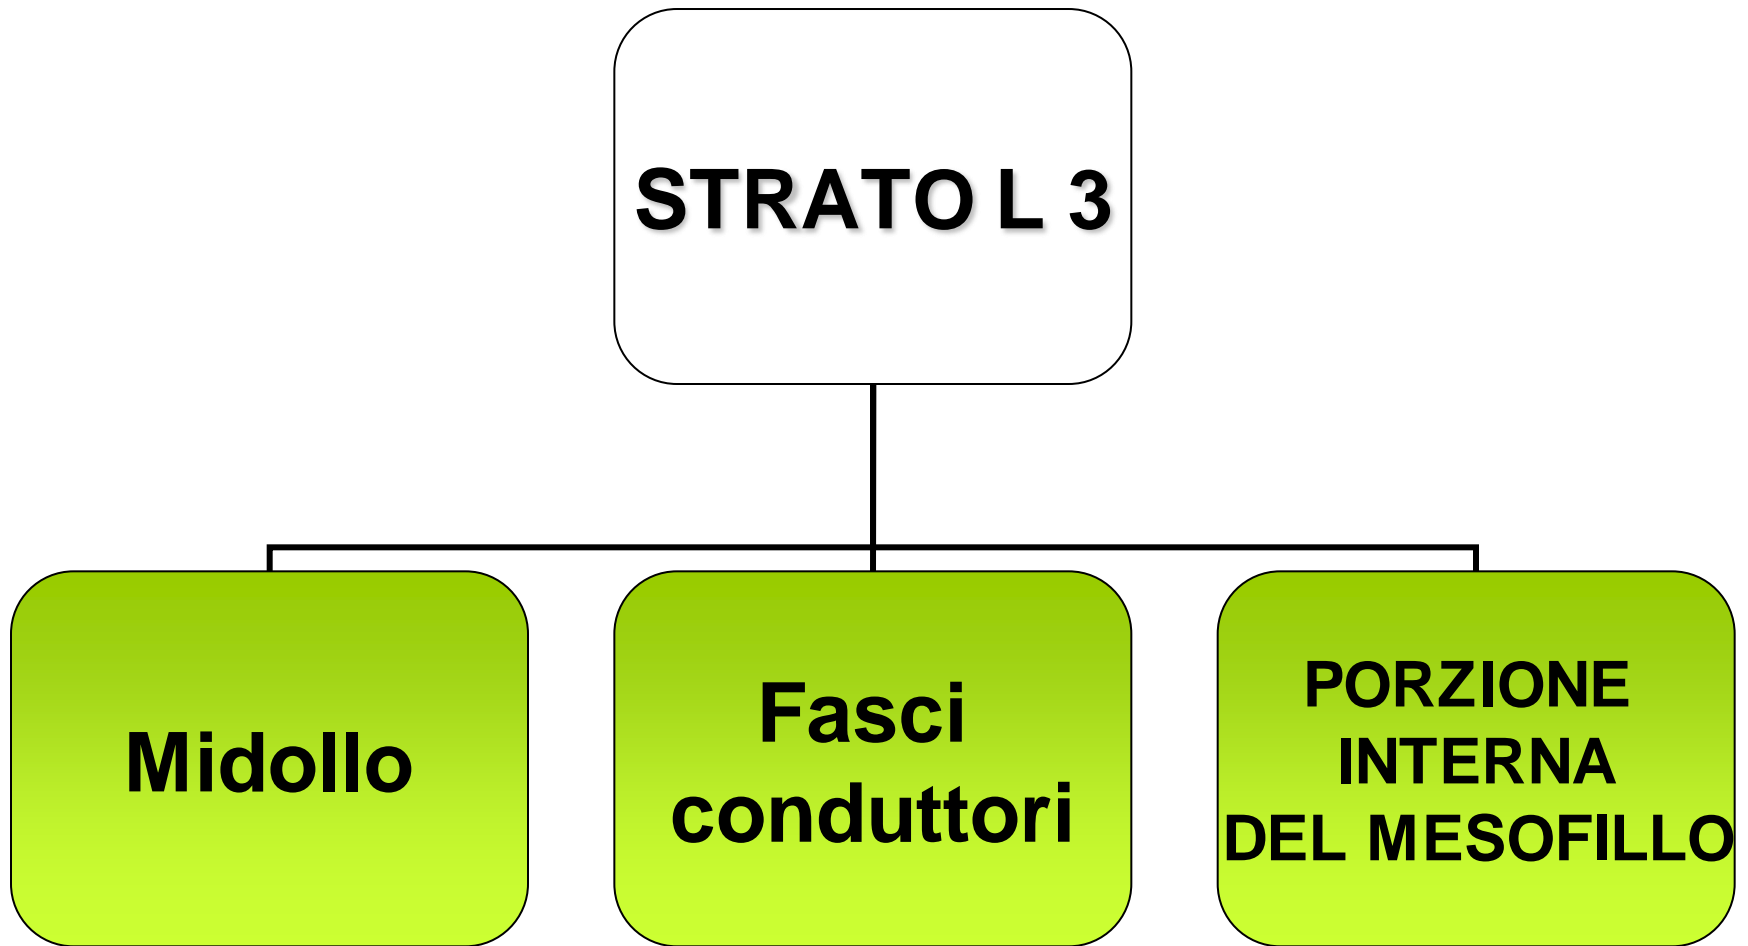 STRATO L 3
Midollo
Fasci
conduttori
PORZIONE
INTERNA
DEL MESOFILLO